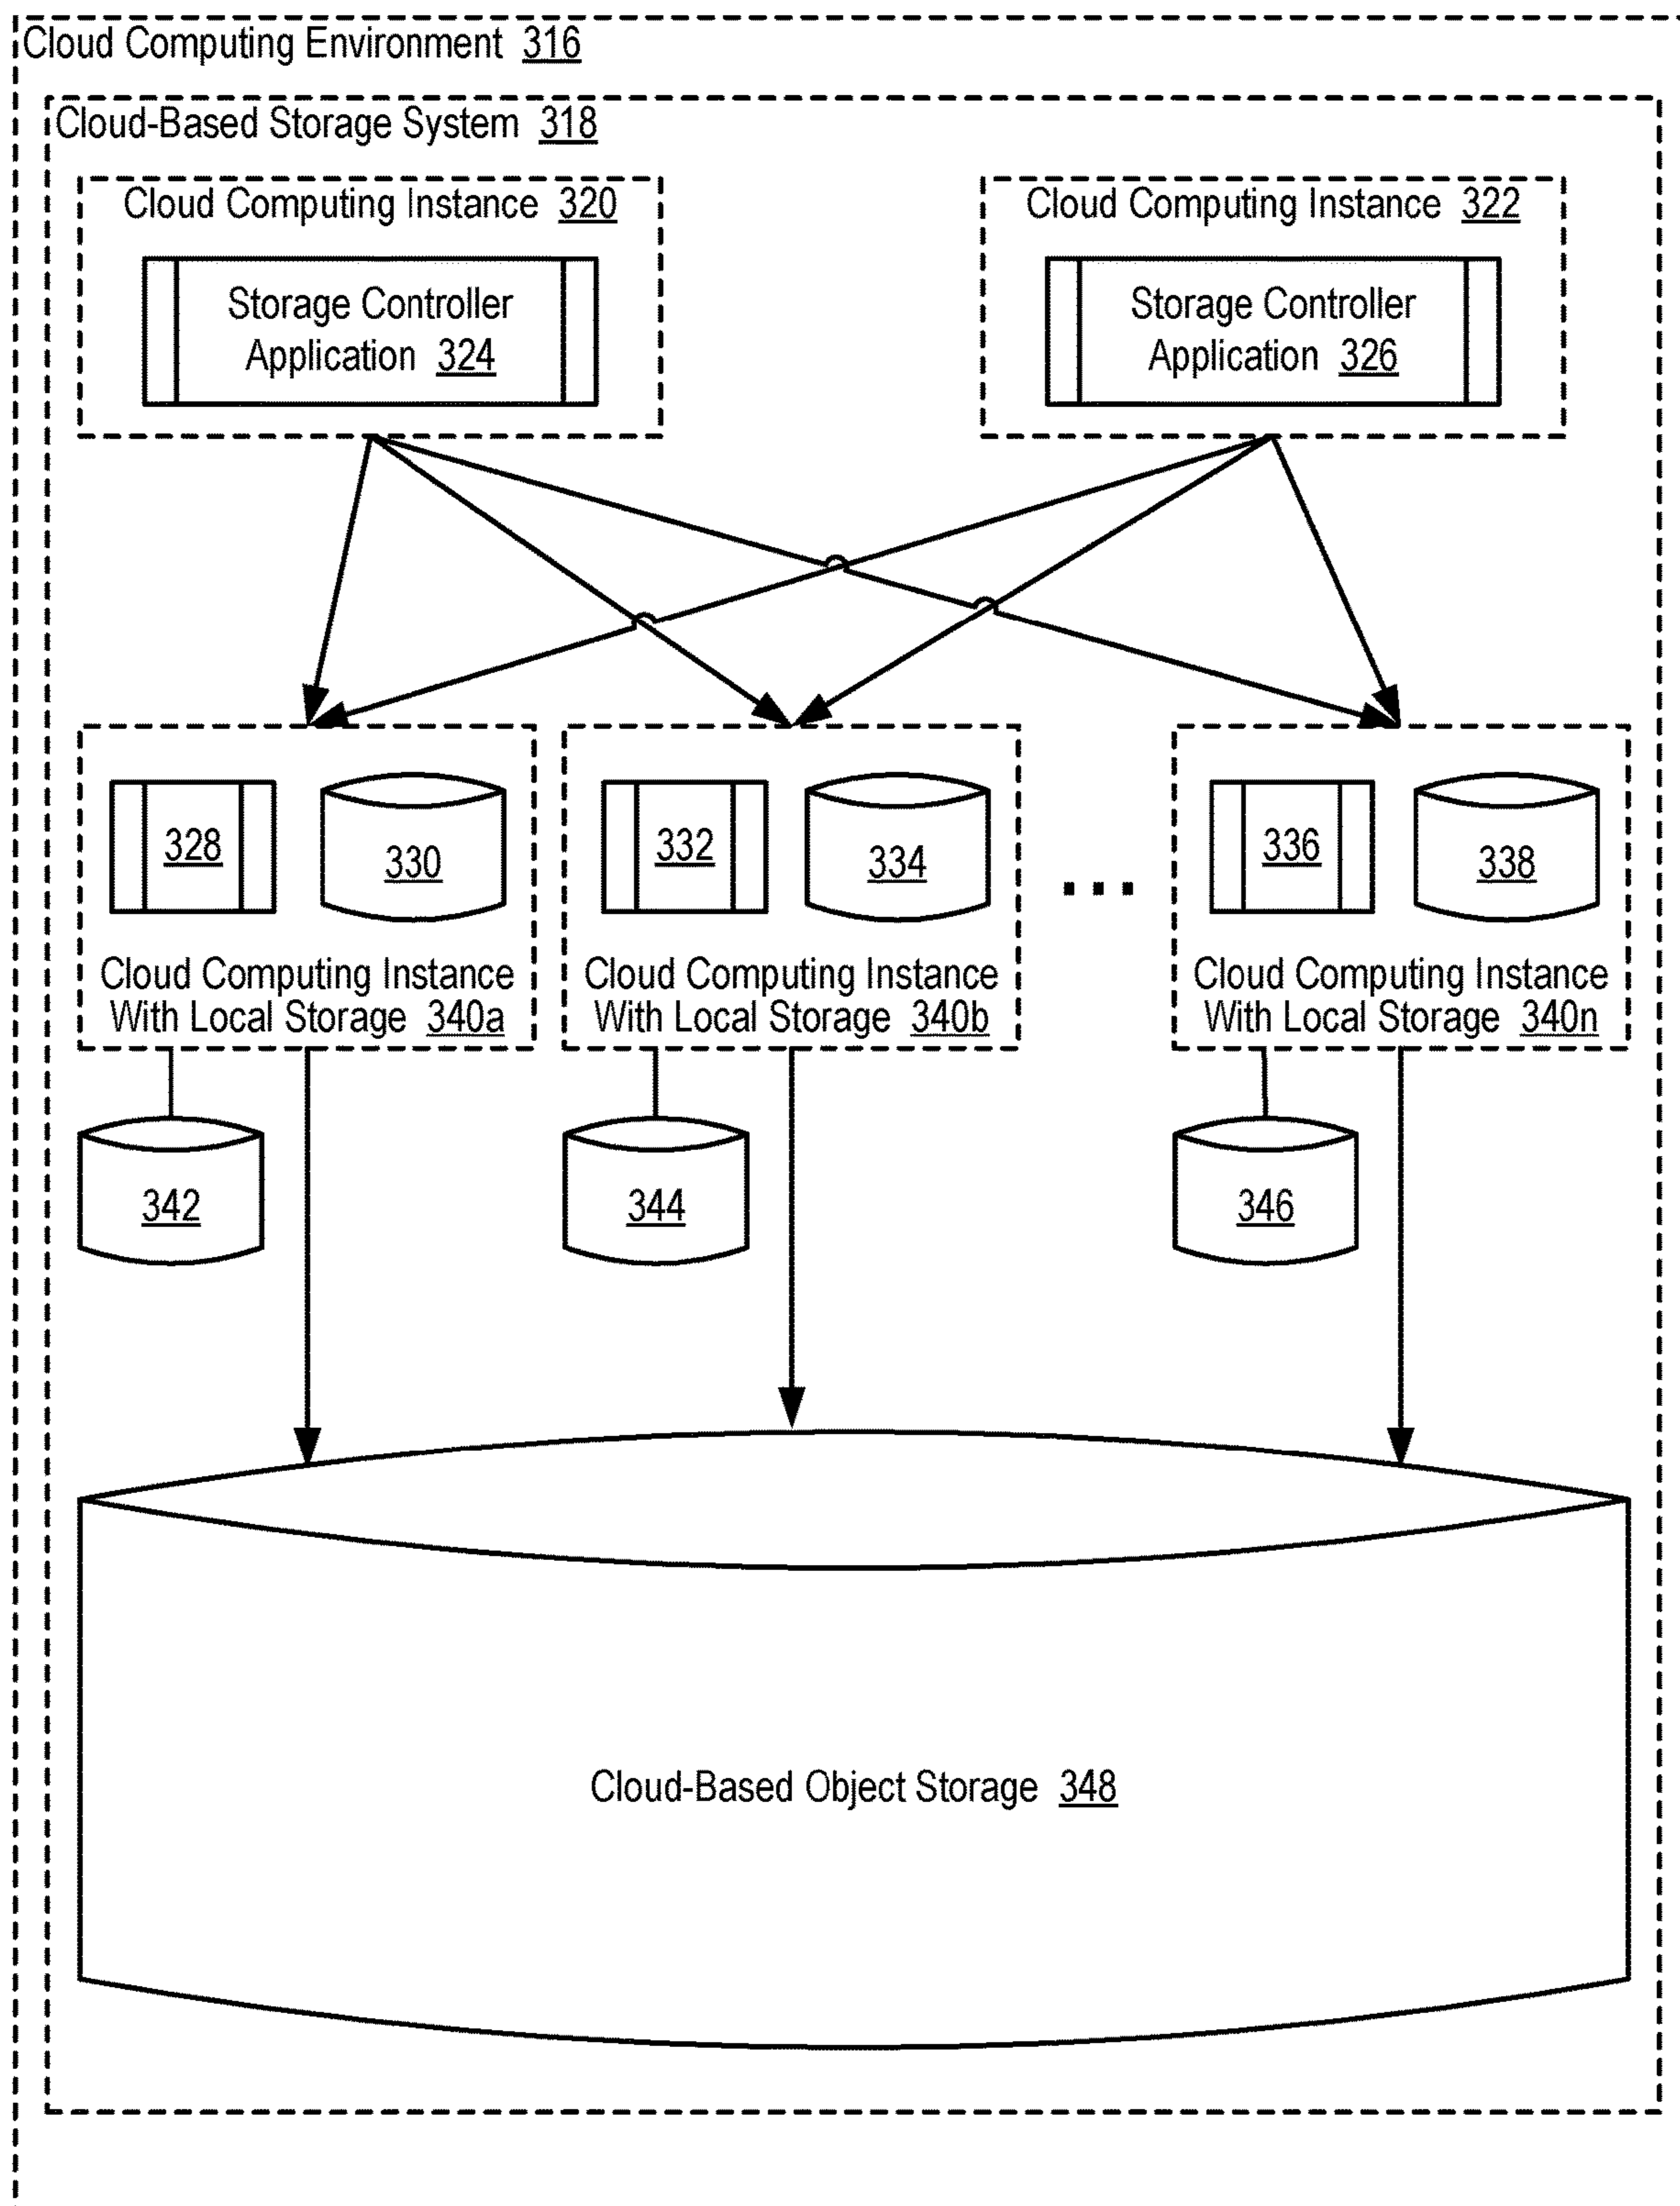 Cloud Computing Environment 316
Cloud-Based Storage System 318
Cloud Computing Instance 320
Storage Controller
Application 324
Cloud Computing Instance 322
Storage Controller
Application 326
328
330
Cloud Computing Instance
With Local Storage 340a
332
334
Cloud Computing Instance
With Local Storage 340b
...
336
338
Cloud Computing Instance
With Local Storage 340n
342
344
346
Cloud-Based Object Storage 348